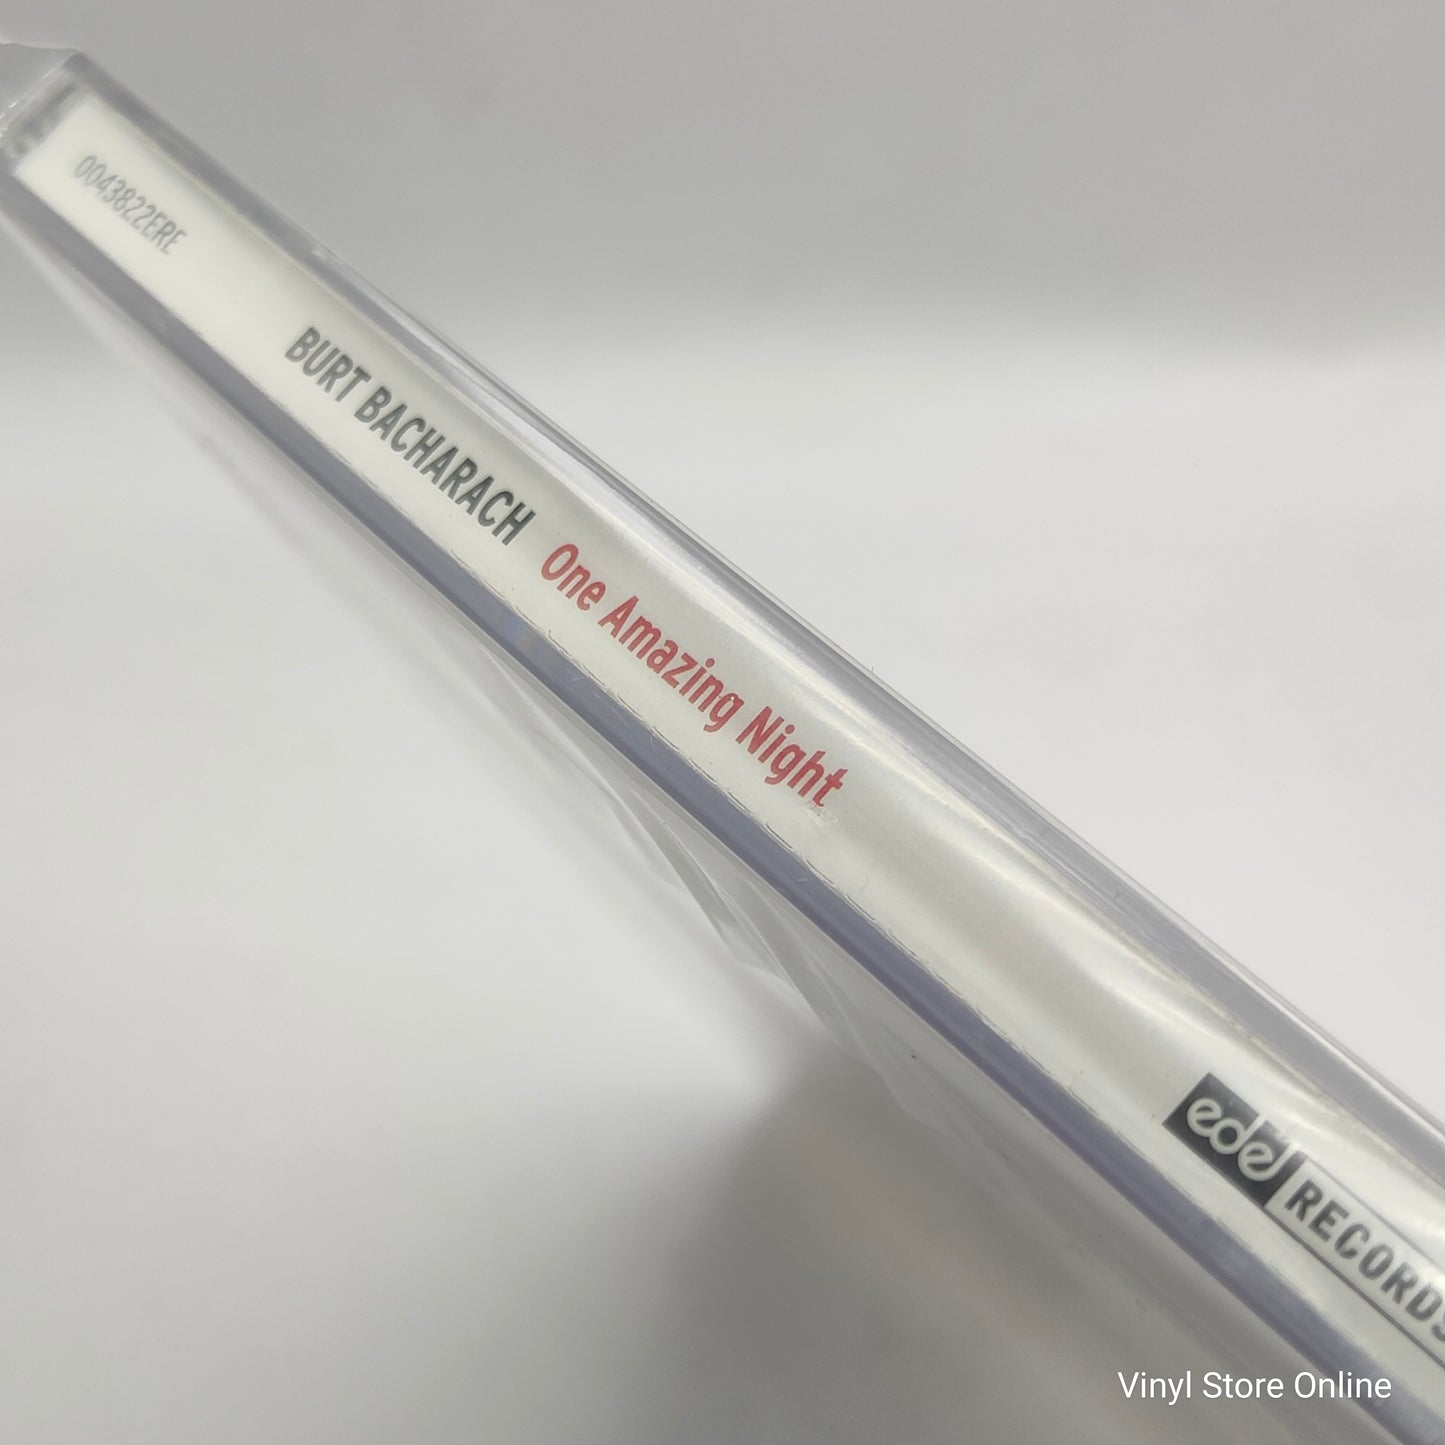 0043822ERE
BURT BACHARACH One Amazing Night
edel RECORDS
Vinyl Store Online